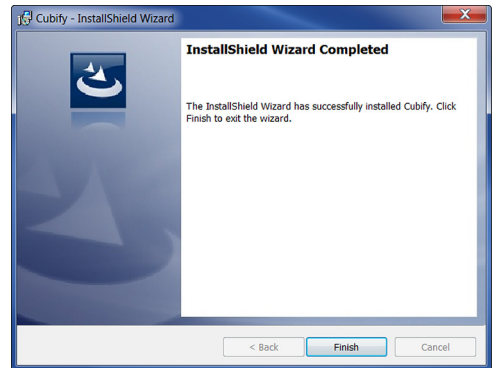 Cubify - InstallShield Wizard
InstallShield Wizard Completed
The InstallShield Wizard has successfully installed Cubify. Click
Finish to exit the wizard.
< Back
Finish
Cancel